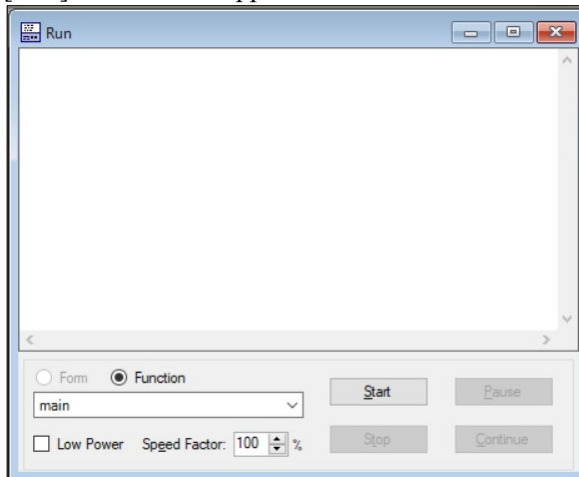 Run
Form Function
Start Pause
main
Low Power Speed Factor: 100 %
Stop Continue